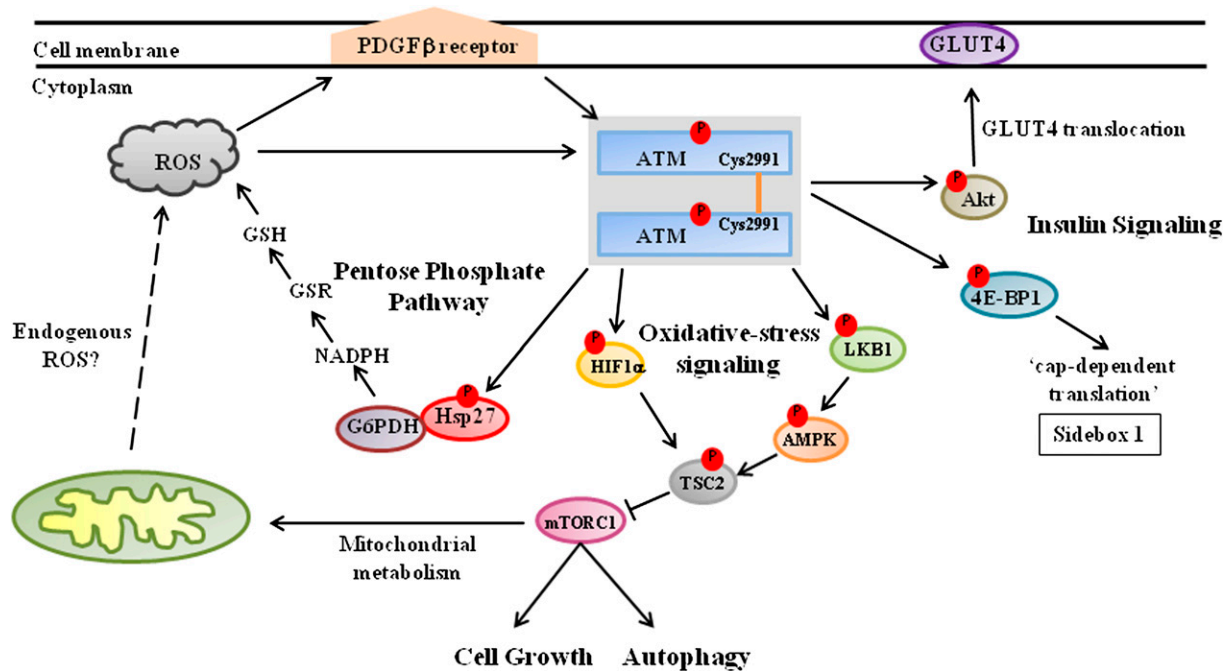 Cell membrane
PDGFβ receptor
GLUT4
Cytoplasm
GLUT4 translocation
ROS
P
ATM
Cys2991
P
ATM
Cys2991
P
Akt
Insulin Signaling
GSH
GSR
NADPH
Pentose Phosphate
Pathway
P
4E-BP1
Endogenous
ROS?
Oxidative-stress
signaling
P
HIF1α
P
LKB1
'cap-dependent
translation'
Sidebox 1
G6PDH
P
Hsp27
P
AMPK
P
TSC2
mTORC1
Mitochondrial
metabolism
Cell Growth
Autophagy